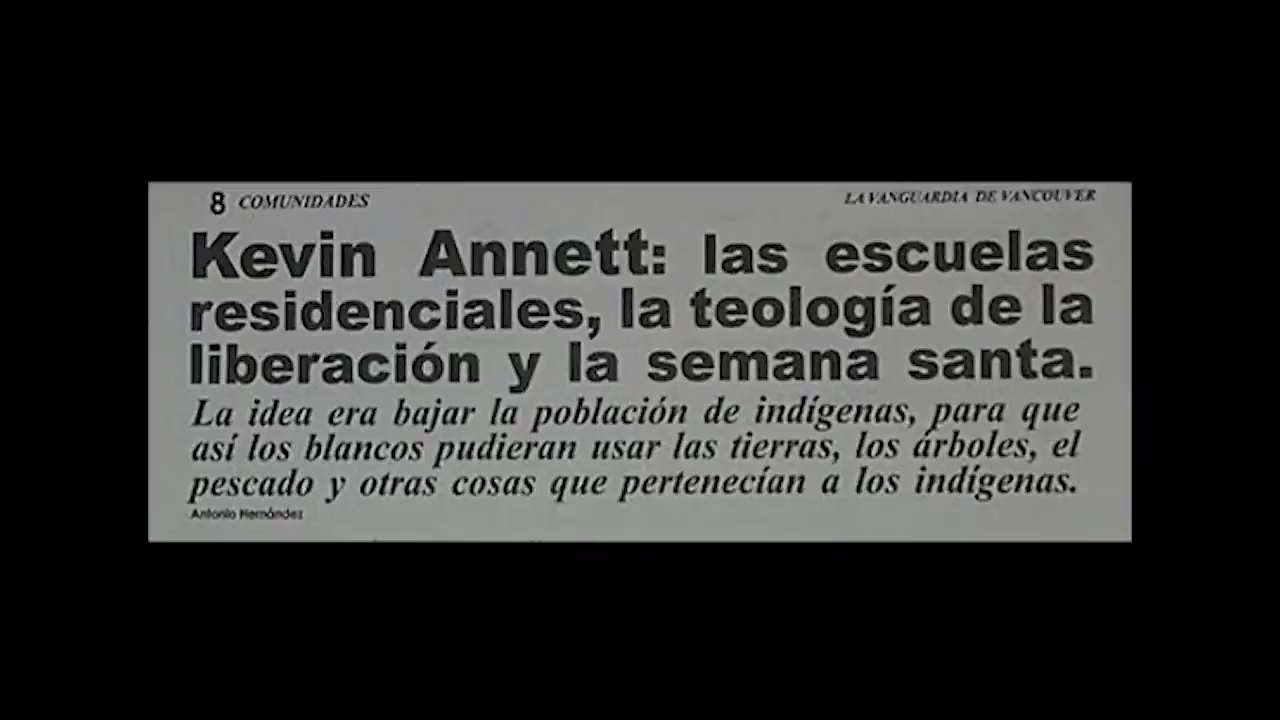 8 COMUNIDADES LA VANGUARDIA DE VANCOUVER
Kevin Annett: las escuelas
residenciales, la teología de la
liberación y la semana santa.
La idea era bajar la población de indígenas, para que
así los blancos pudieran usar las tierras, los árboles, el
pescado y otras cosas que pertenecían a los indígenas.
Antonio Hernández